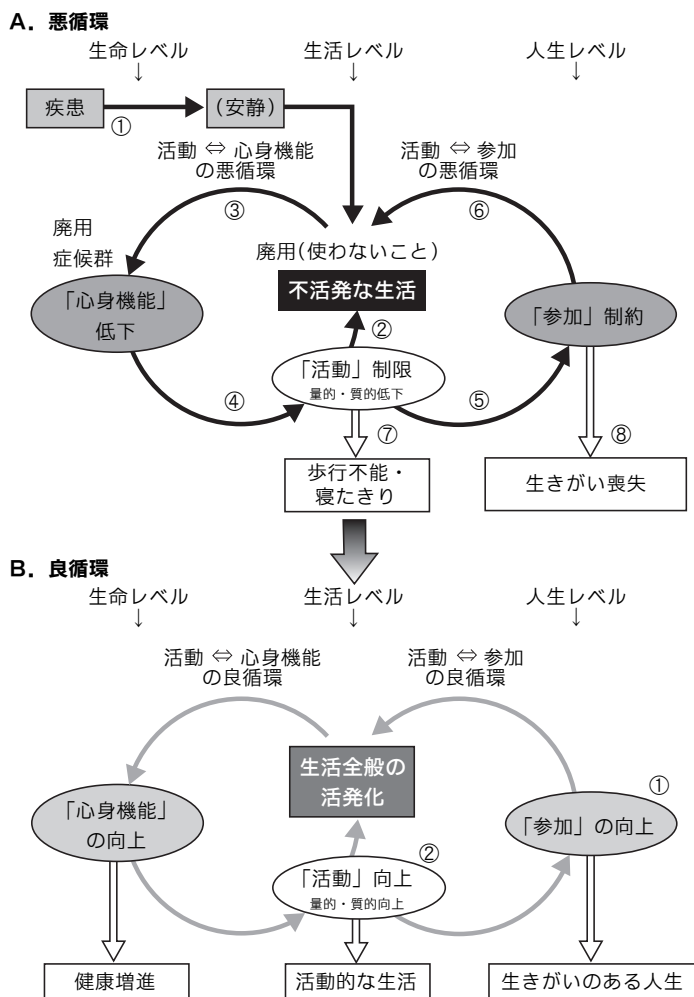 A．悪循環
生命レベル
生活レベル
人生レベル
↓
↓
↓
疾患
①
(安静)
活動 ⇔ 心身機能
の悪循環
活動 ⇔ 参加
の悪循環
③
⑥
廃用
症候群
廃用(使わないこと)
不活発な生活
「心身機能」
低下
②
「参加」制約
「活動」制限
量的・質的低下
④
⑤
⑦
⑧
歩行不能・
寝たきり
生きがい喪失
B．良循環
生命レベル
生活レベル
人生レベル
↓
↓
↓
活動 ⇔ 心身機能
の良循環
活動 ⇔ 参加
の良循環
生活全般の
活発化
①
「心身機能」
の向上
「参加」の向上
②
「活動」向上
量的・質的向上
健康増進
活動的な生活
生きがいのある人生